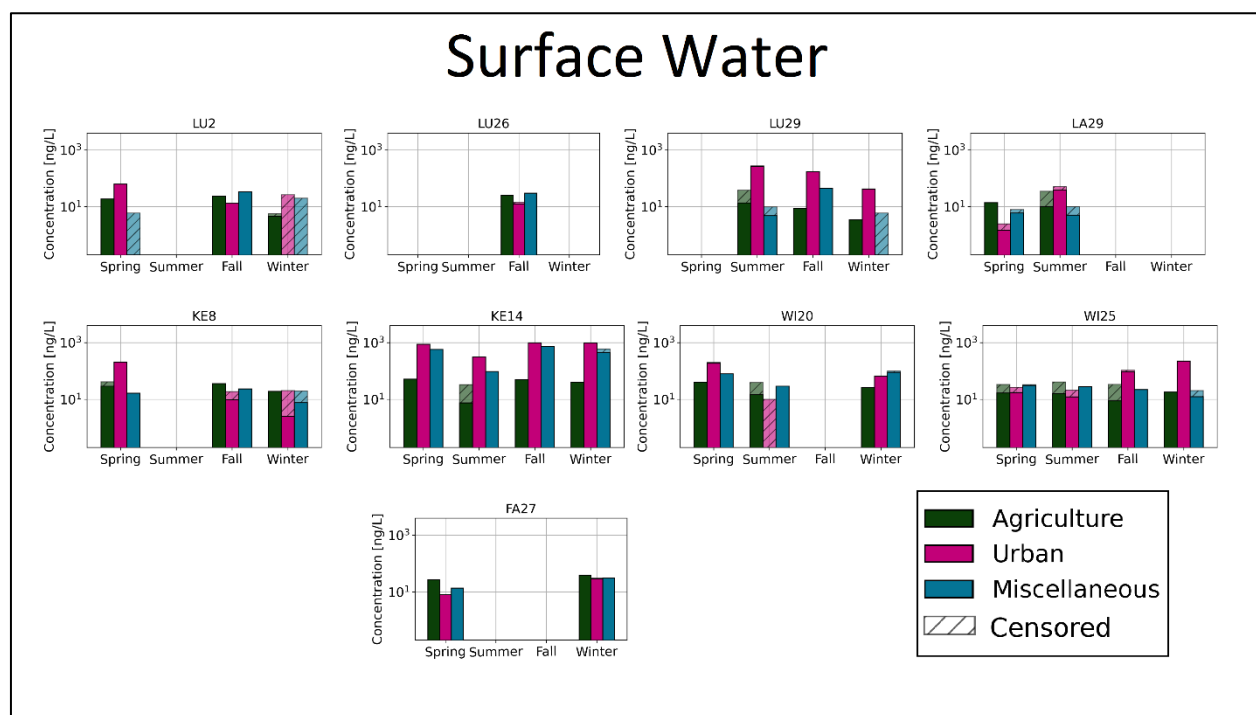 Surface Water
LU2
Concentration [ng/L]
10³
10¹
Spring Summer Fall Winter
LU26
Concentration [ng/L]
10³
10¹
Spring Summer Fall Winter
LU29
Concentration [ng/L]
10³
10¹
Spring Summer Fall Winter
LA29
Concentration [ng/L]
10³
10¹
Spring Summer Fall Winter
KE8
Concentration [ng/L]
10³
10¹
Spring Summer Fall Winter
KE14
Concentration [ng/L]
10³
10¹
Spring Summer Fall Winter
WI20
Concentration [ng/L]
10³
10¹
Spring Summer Fall Winter
WI25
Concentration [ng/L]
10³
10¹
Spring Summer Fall Winter
FA27
Concentration [ng/L]
10³
10¹
Spring Summer Fall Winter
Agriculture
Urban
Miscellaneous
Censored